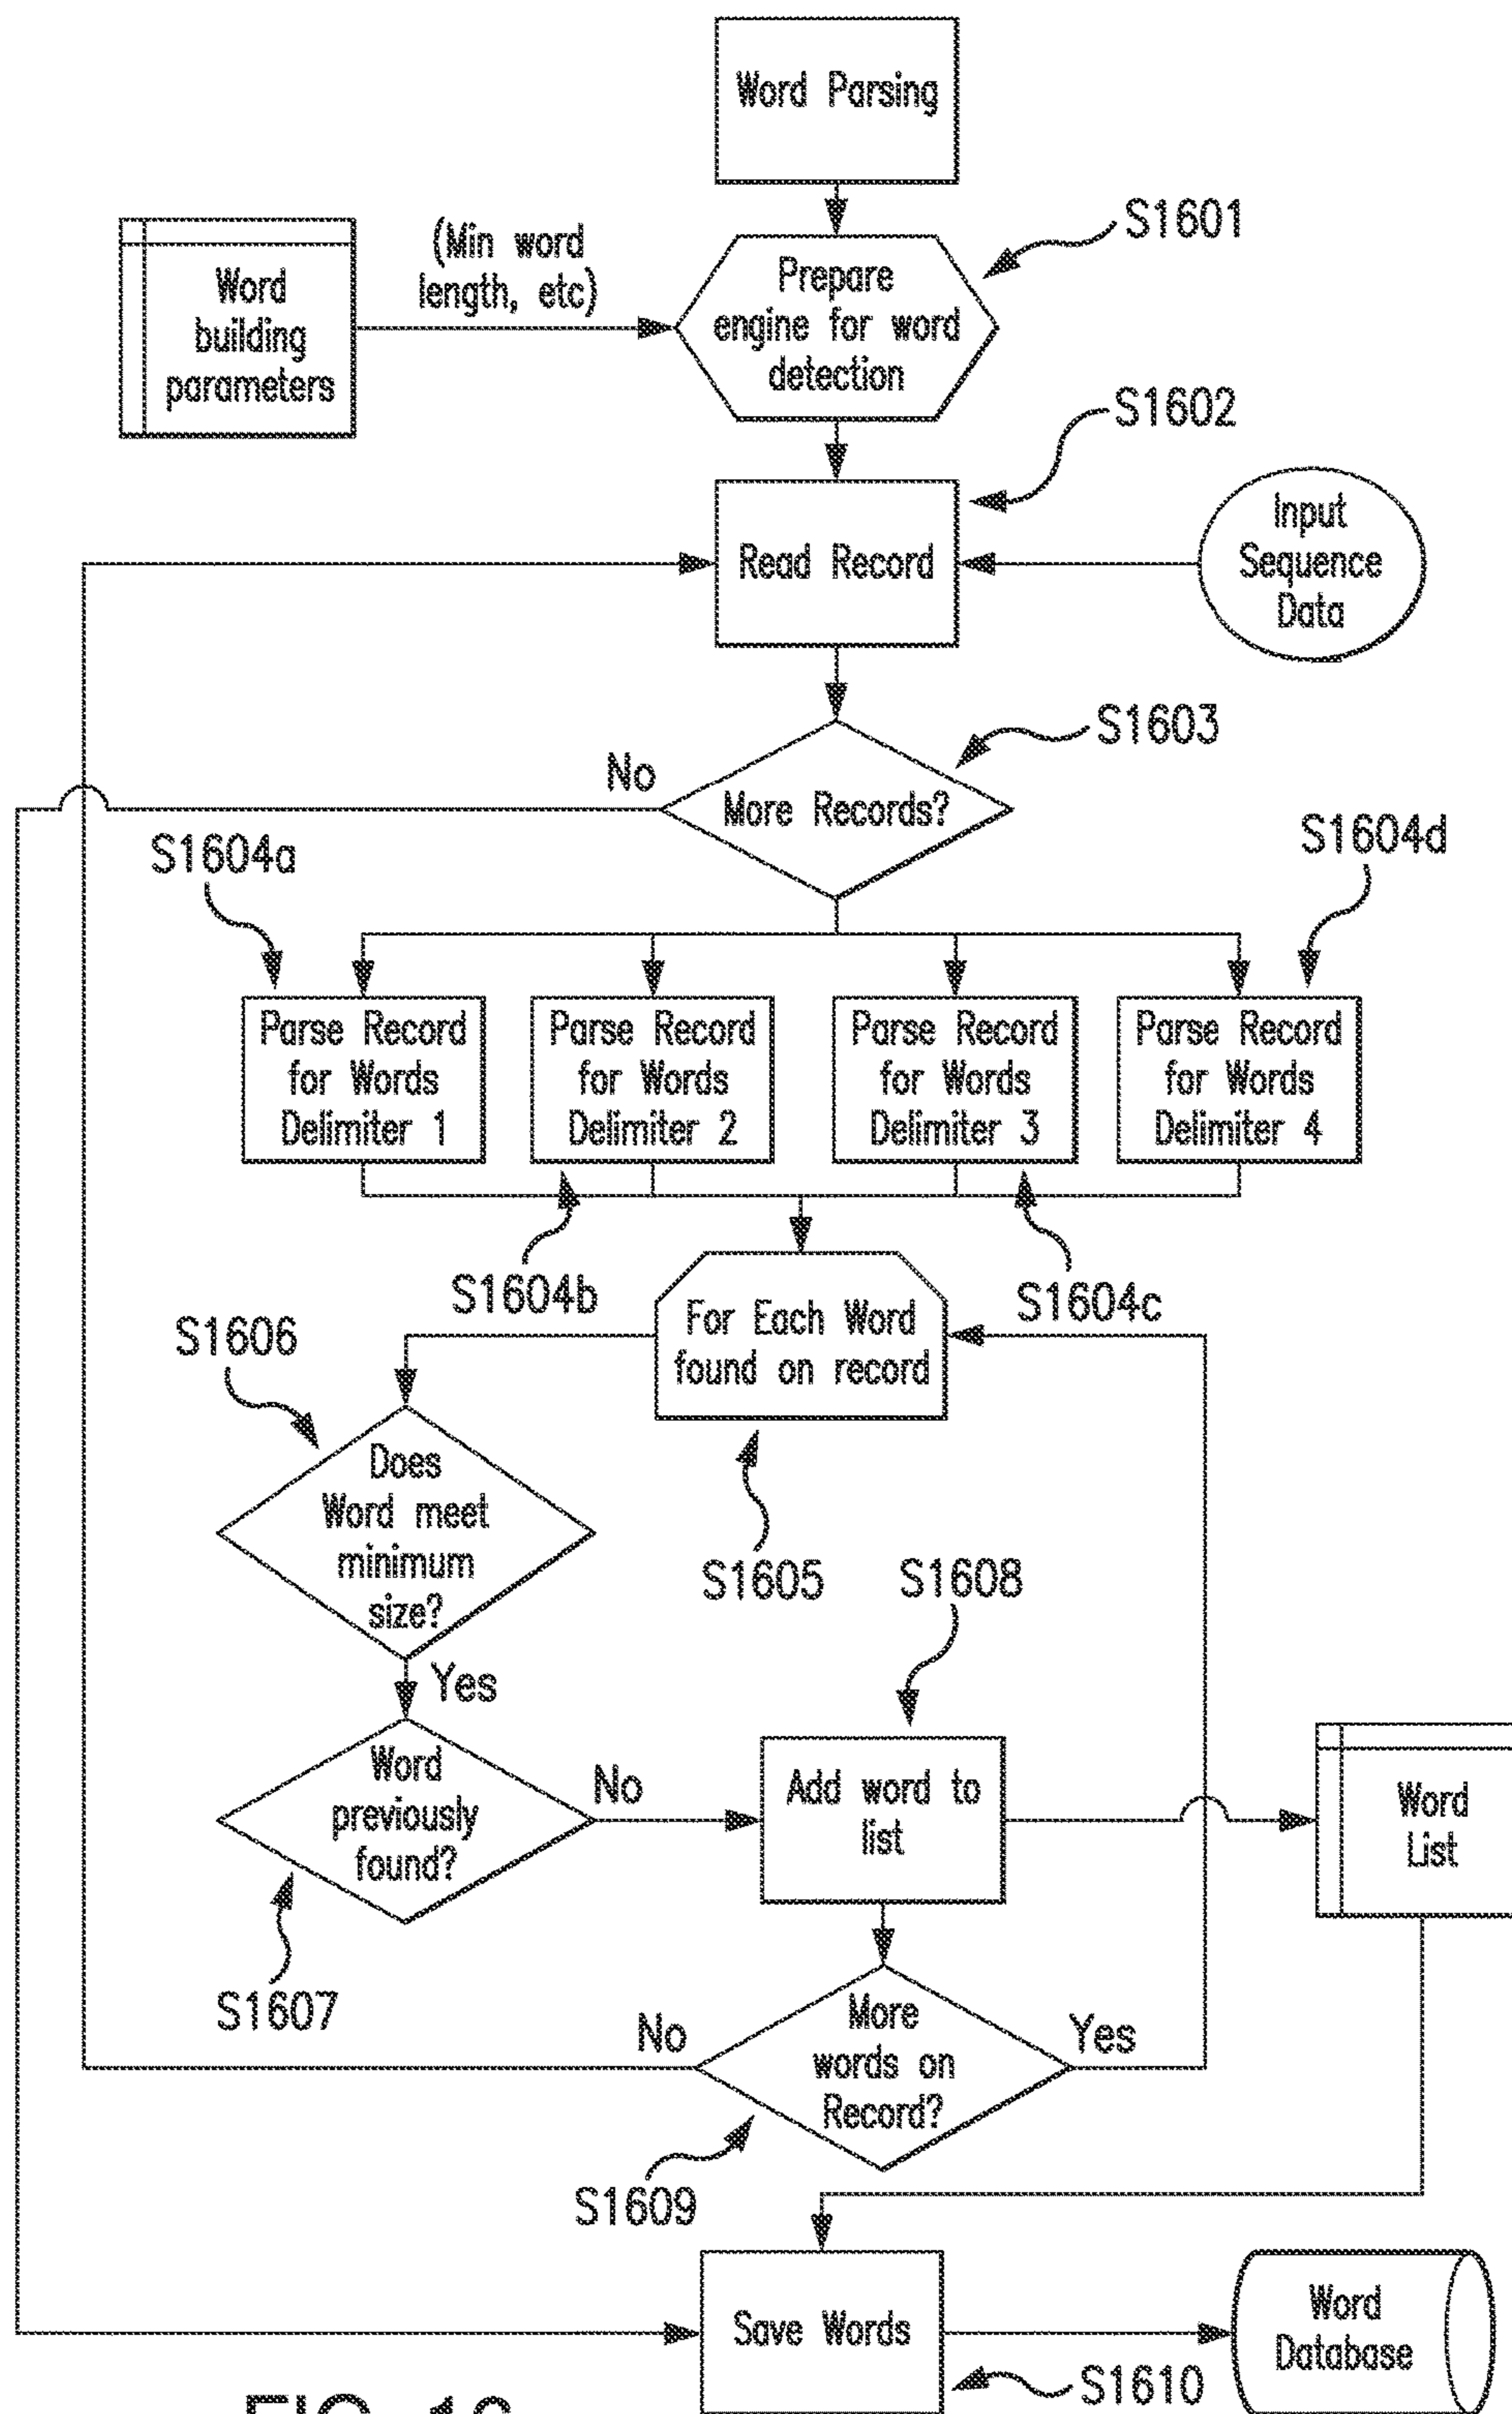 Word Parsing
S1601
(Min word
length, etc)
Word
building
parameters
Prepare
engine for word
detection
S1602
Read Record
Input
Sequence
Data
S1603
No
More Records?
S1604a
S1604d
Parse Record
for Words
Delimiter 1
Parse Record
for Words
Delimiter 2
Parse Record
for Words
Delimiter 3
Parse Record
for Words
Delimiter 4
S1604b
S1604c
For Each Word
found on record
S1606
Does
Word meet
minimum
size?
S1605
S1608
Yes
Word
previously
found?
No
Add word to
list
Word
List
S1607
No
More
words on
Record?
Yes
S1609
Save Words
Word
Database
S1610
FIG. 16